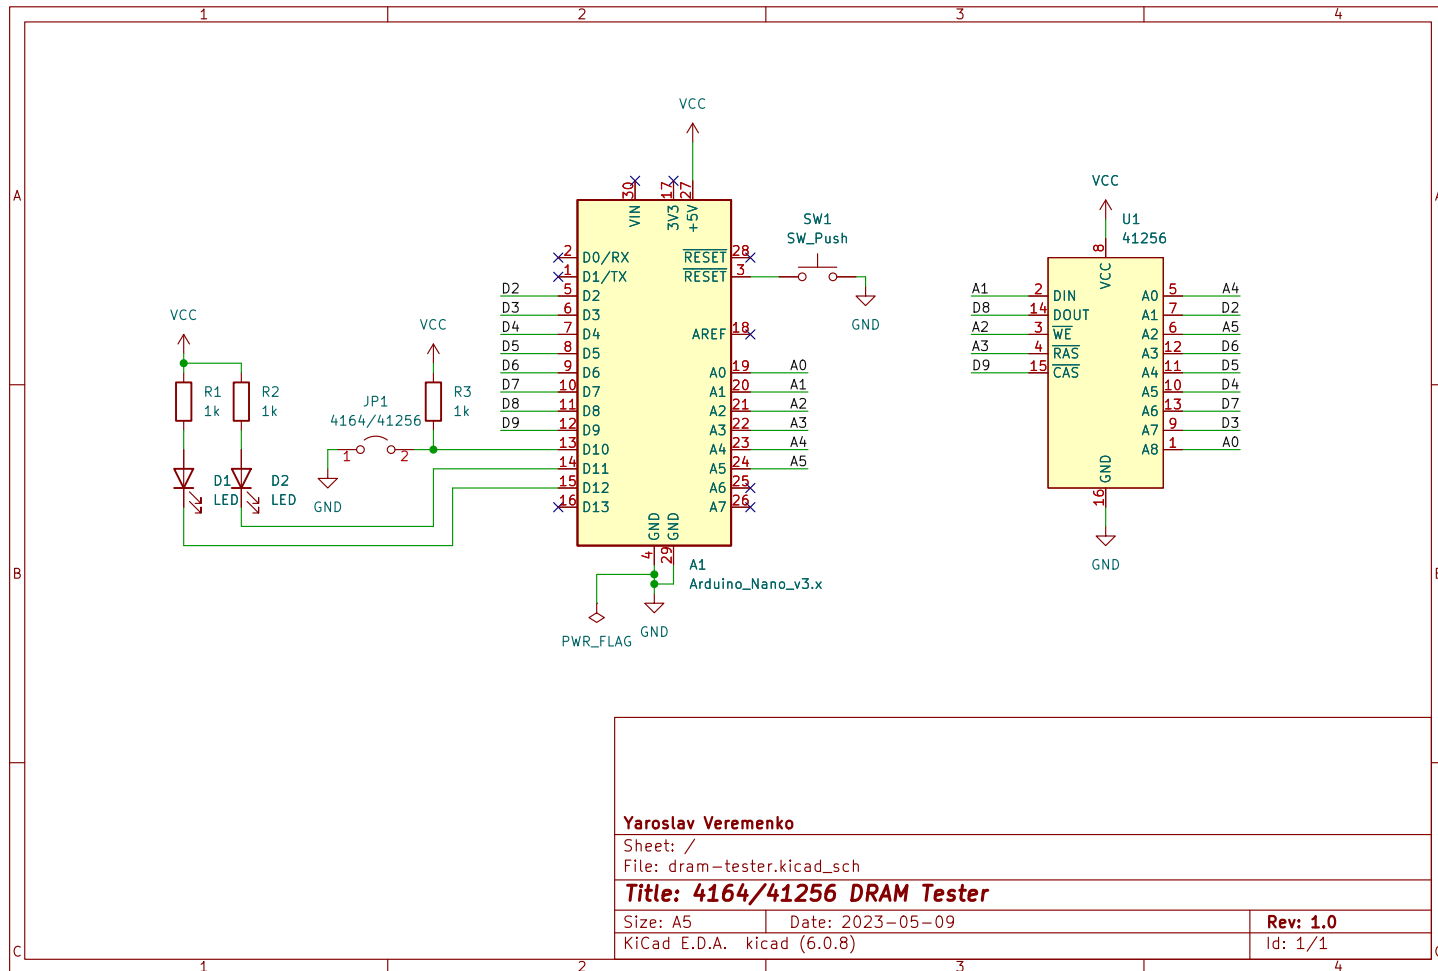 1 2 3 4
A
A
B
B
C
C
1 2 3 4
VCC
30
VIN
17
3V3
27
+5V
2 D0/RX
1 D1/TX
D2 5 D2
D3 6 D3
D4 7 D4
D5 8 D5
D6 9 D6
D7 10 D7
D8 11 D8
D9 12 D9
13 D10
14 D11
15 D12
16 D13
RESET 28
RESET 3
AREF 18
A0 19 A0
A1 20 A1
A2 21 A2
A3 22 A3
A4 23 A4
A5 24 A5
A6 25
A7 26
GND 4
GND 29
A1
Arduino_Nano_v3.x
PWR_FLAG
GND
SW1
SW_Push
GND
VCC
R1
1k
R2
1k
D1
LED
D2
LED
JP1
4164/41256
1 2
GND
VCC
R3
1k
VCC
U1
41256
8
VCC
A1 2 DIN
D8 14 DOUT
A2 3 WE
A3 4 RAS
D9 15 CAS
A0 5 A4
A1 7 D2
A2 6 A5
A3 12 D6
A4 11 D5
A5 10 D4
A6 13 D7
A7 9 D3
A8 1 A0
GND
16
GND
Yaroslav Veremenko
Sheet: /
File: dram-tester.kicad_sch
Title: 4164/41256 DRAM Tester
Size: A5 Date: 2023-05-09 Rev: 1.0
KiCad E.D.A. kicad (6.0.8) Id: 1/1